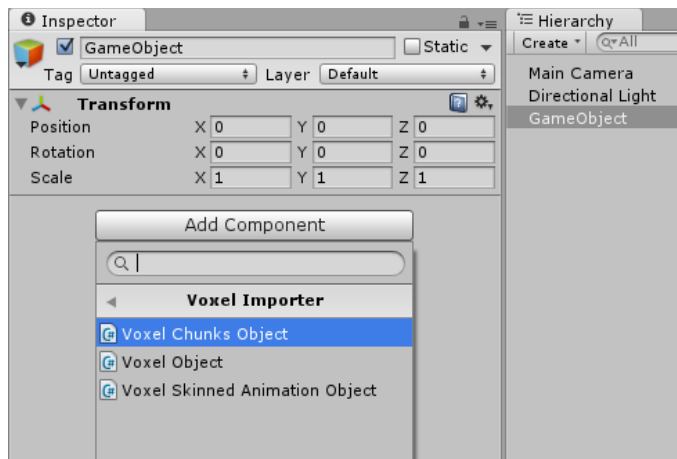 Inspector
GameObject
Static
Tag Untagged Layer Default
Transform
Position X 0 Y 0 Z 0
Rotation X 0 Y 0 Z 0
Scale X 1 Y 1 Z 1
Add Component
Voxel Importer
Voxel Chunks Object
Voxel Object
Voxel Skinned Animation Object
Hierarchy
Create All
Main Camera
Directional Light
GameObject